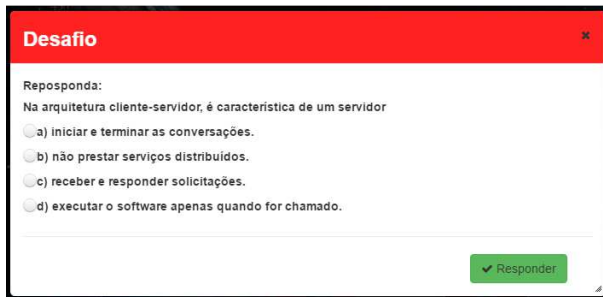 Desafio
Reposponda:
Na arquitetura cliente-servidor, é característica de um servidor
a) iniciar e terminar as conversações.
b) não prestar serviços distribuídos.
c) receber e responder solicitações.
d) executar o software apenas quando for chamado.
Responder